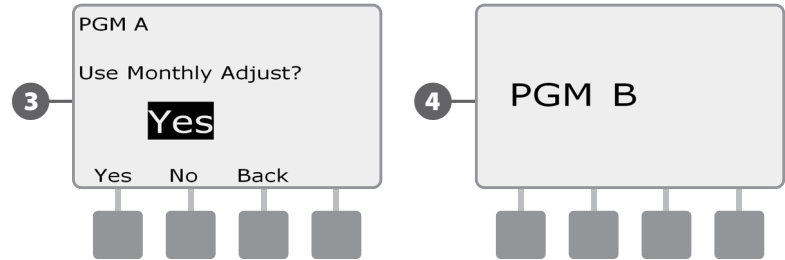 3
PGM A
Use Monthly Adjust?
Yes
Yes No Back
4
PGM B